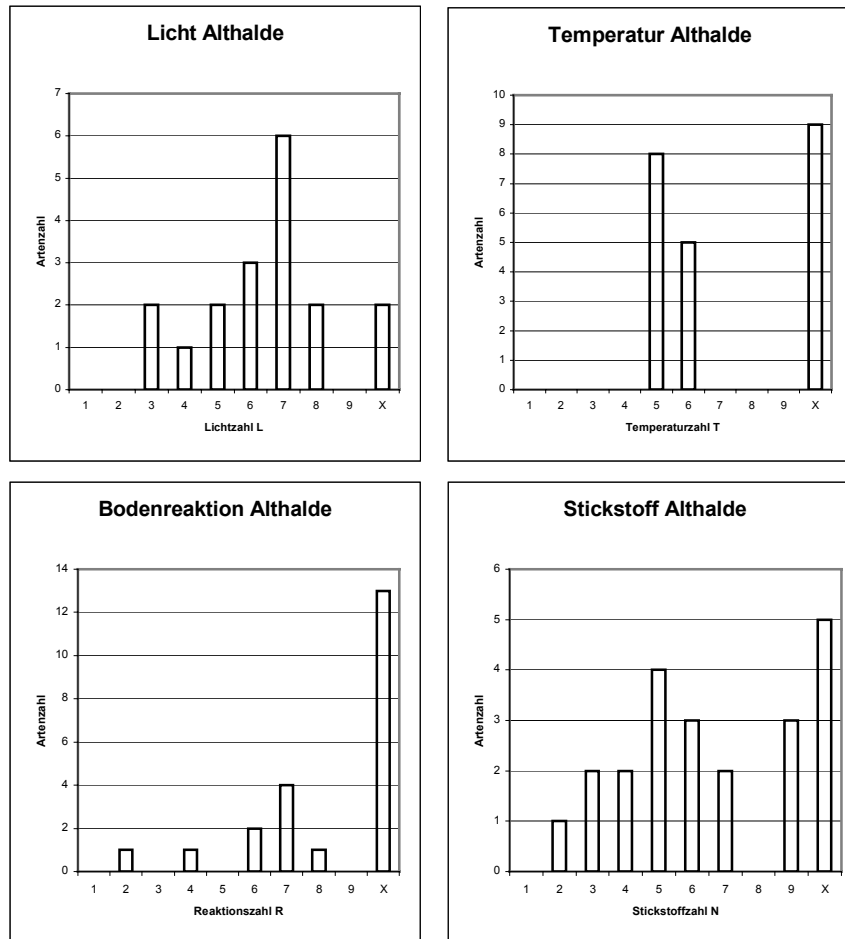 Licht Althalde
7
6
5
4
3
2
1
0
Artenzahl
1 2 3 4 5 6 7 8 9 X
Lichtzahl L
Temperatur Althalde
10
9
8
7
6
5
4
3
2
1
0
Artenzahl
1 2 3 4 5 6 7 8 9 X
Temperaturzahl T
Bodenreaktion Althalde
14
12
10
8
6
4
2
0
Artenzahl
1 2 3 4 5 6 7 8 9 X
Reaktionszahl R
Stickstoff Althalde
6
5
4
3
2
1
0
Artenzahl
1 2 3 4 5 6 7 8 9 X
Stickstoffzahl N